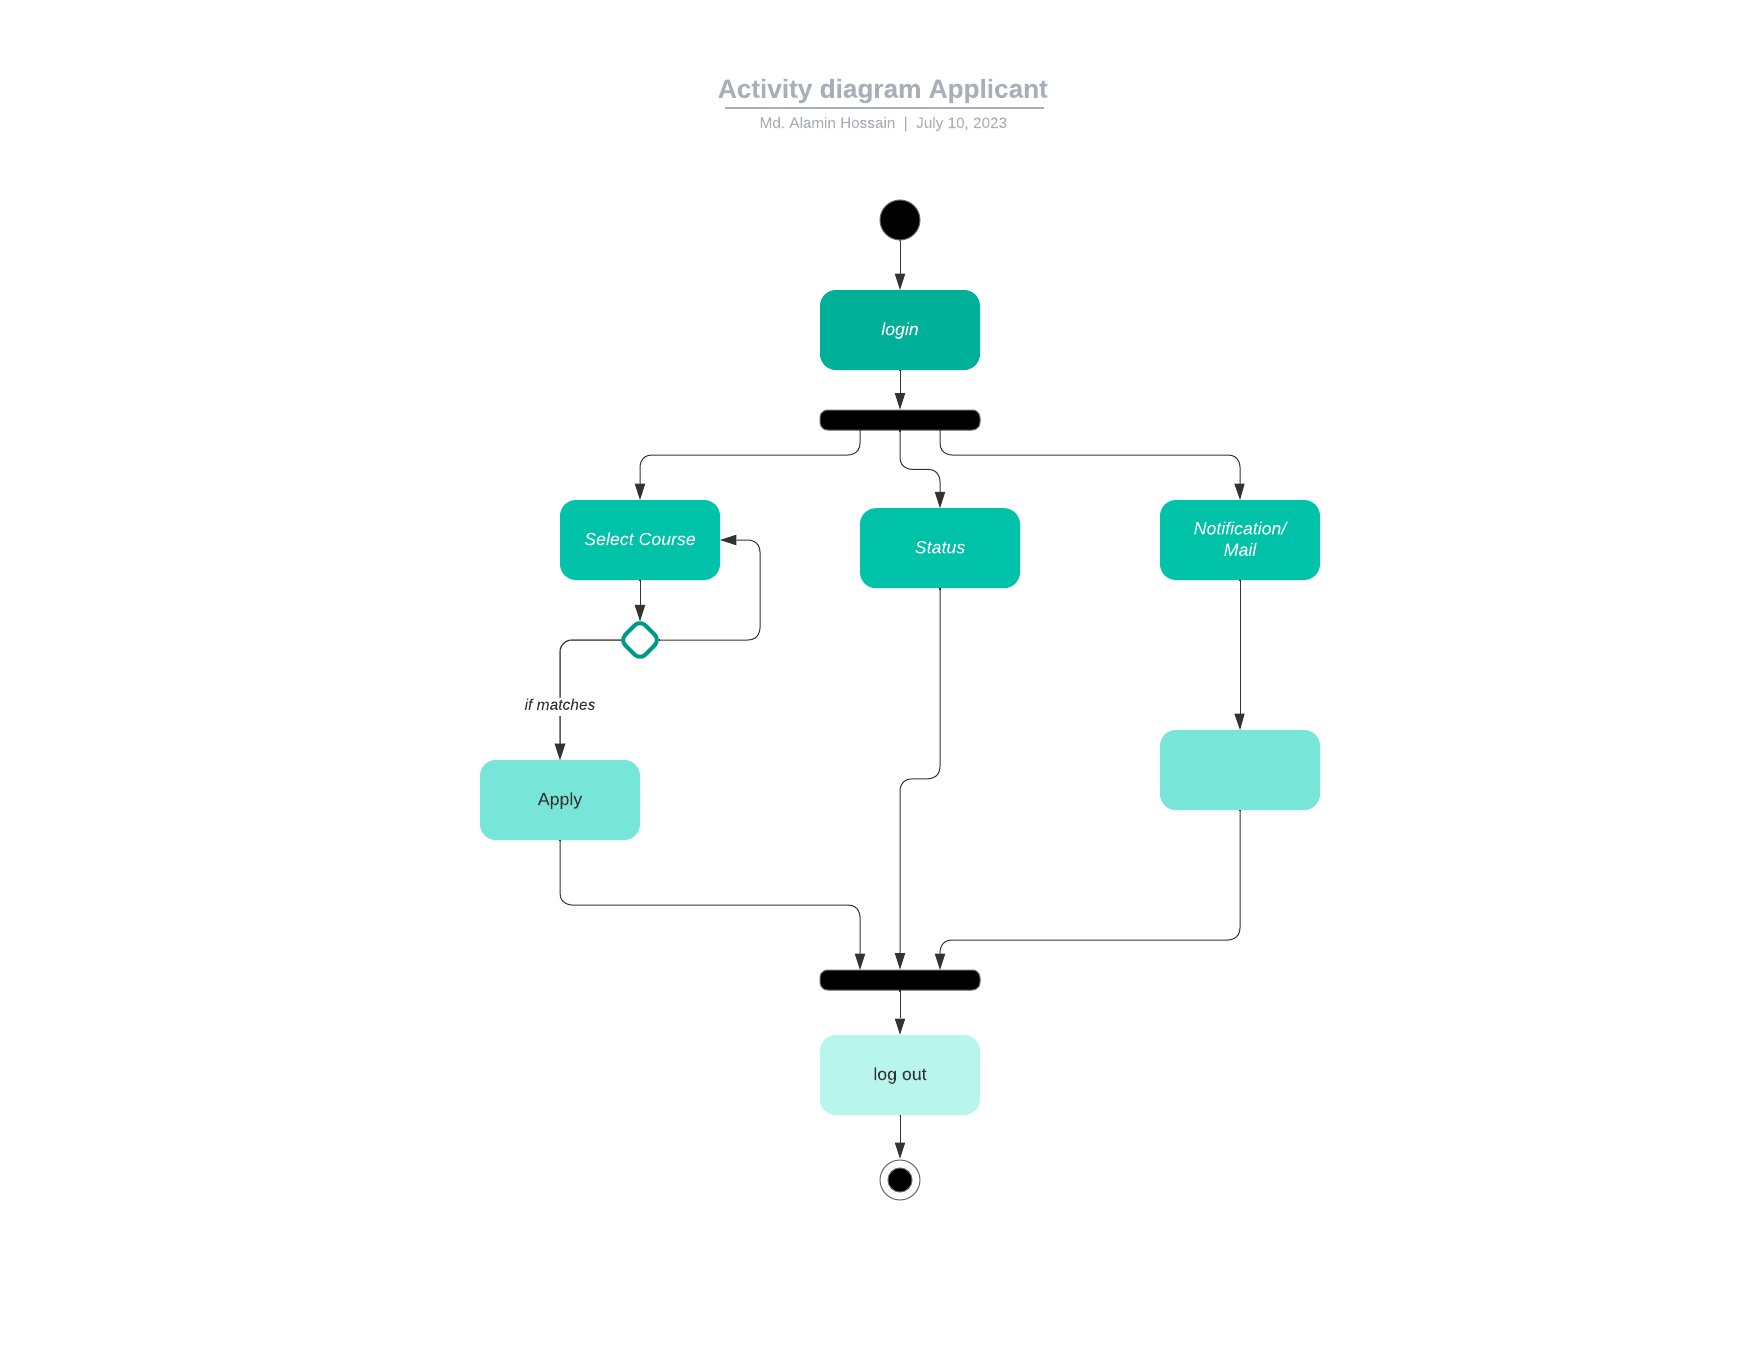 Activity diagram Applicant
Md. Alamin Hossain | July 10, 2023
login
Select Course
Status
Notification/
Mail
if matches
Apply
log out